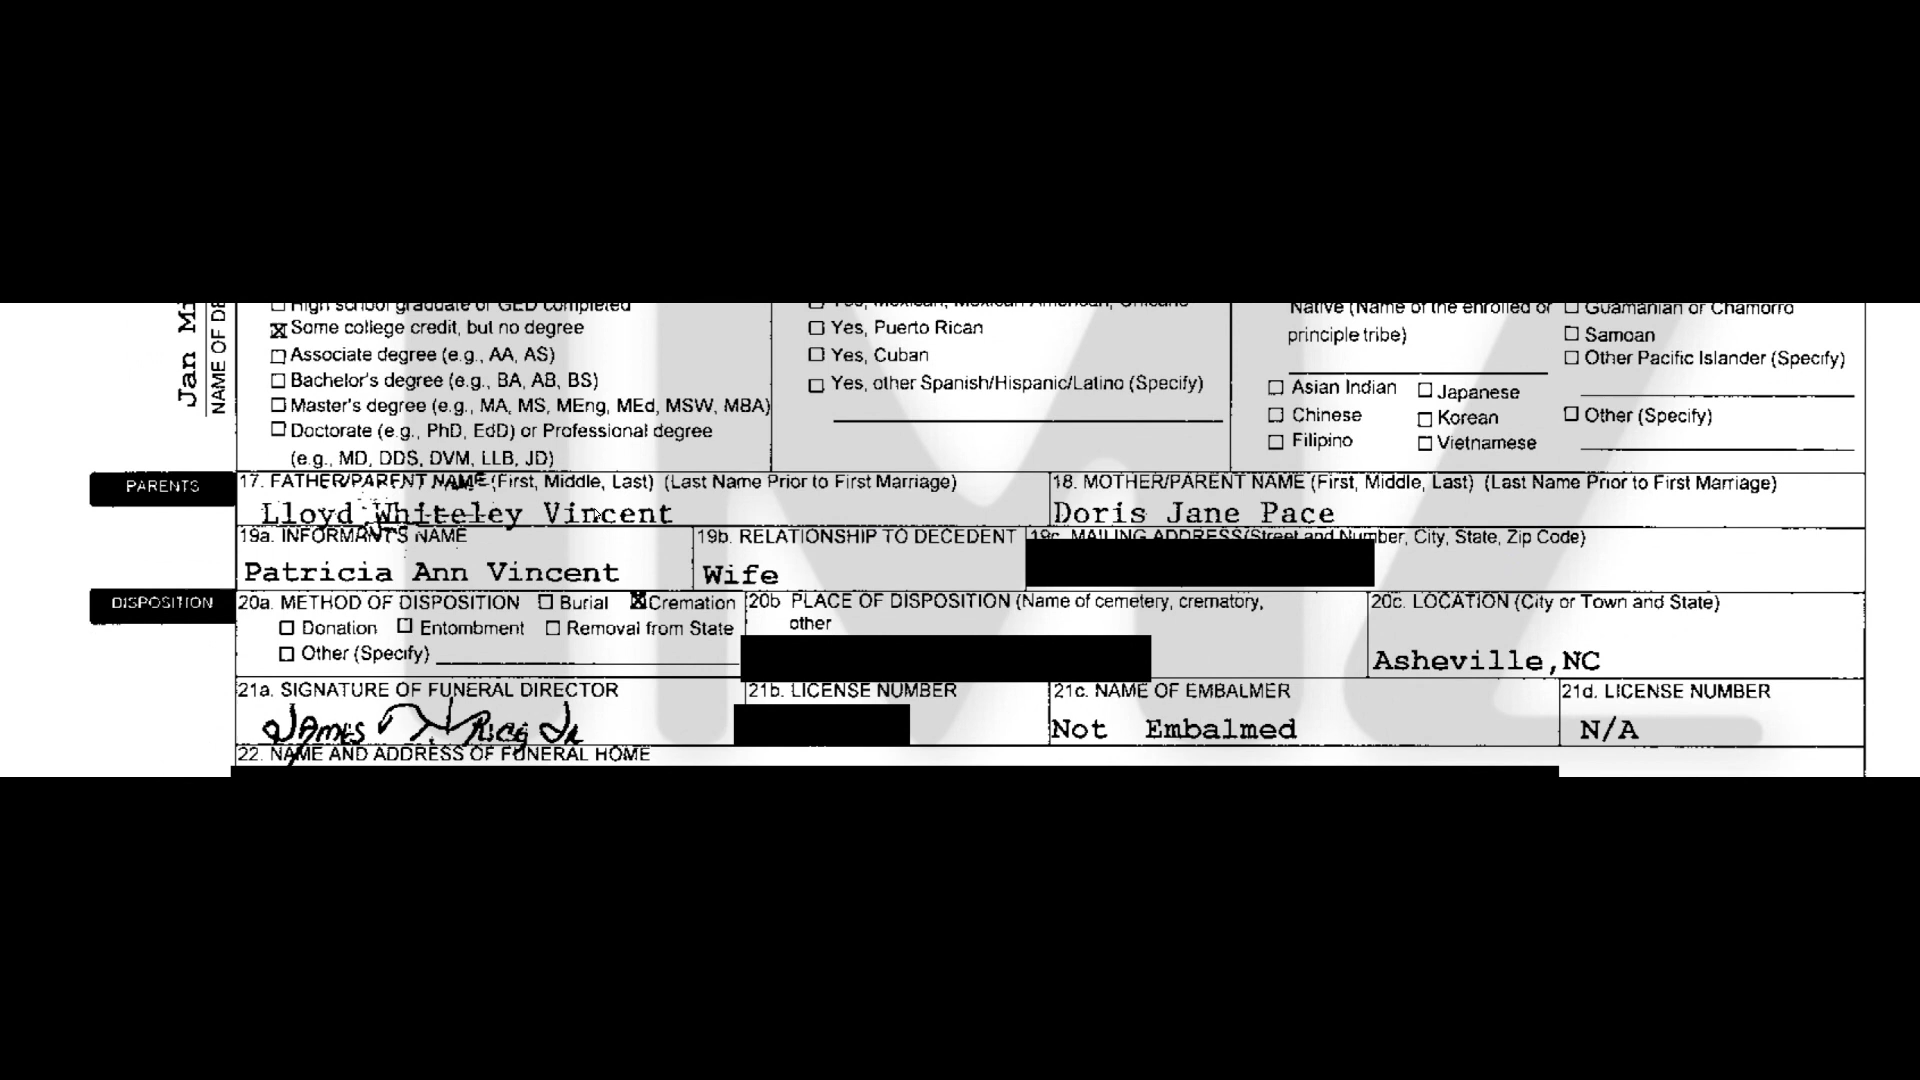 Jan Mi
NAME OF DE
High school graduate or GED completed
Some college credit, but no degree
Associate degree (e.g., AA, AS)
Bachelor's degree (e.g., BA, AB, BS)
Master's degree (e.g., MA, MS, MEng, MEd, MSW, MBA)
Doctorate (e.g., PhD, EdD) or Professional degree
(e.g., MD, DDS, DVM, LLB, JD)
Yes, Mexican, Mexican American, Chicano
Yes, Puerto Rican
Yes, Cuban
Yes, other Spanish/Hispanic/Latino (Specify)
Native (Name of the enrolled or
principle tribe)
Asian Indian
Chinese
Filipino
Japanese
Korean
Vietnamese
Guamanian or Chamorro
Samoan
Other Pacific Islander (Specify)
Other (Specify)
PARENTS
17. FATHER/PARENT NAME (First, Middle, Last) (Last Name Prior to First Marriage)
Lloyd Whiteley Vincent
18. MOTHER/PARENT NAME (First, Middle, Last) (Last Name Prior to First Marriage)
Doris Jane Pace
19a. INFORMANT'S NAME
Patricia Ann Vincent
19b. RELATIONSHIP TO DECEDENT
Wife
19c. MAILING ADDRESS(Street and Number, City, State, Zip Code)
DISPOSITION
20a. METHOD OF DISPOSITION Burial Cremation
Donation Entombment Removal from State
Other (Specify)
20b PLACE OF DISPOSITION (Name of cemetery, crematory,
other
20c. LOCATION (City or Town and State)
Asheville,NC
21a. SIGNATURE OF FUNERAL DIRECTOR
James Rice Jr
21b. LICENSE NUMBER
21c. NAME OF EMBALMER
Not Embalmed
21d. LICENSE NUMBER
N/A
22. NAME AND ADDRESS OF FUNERAL HOME